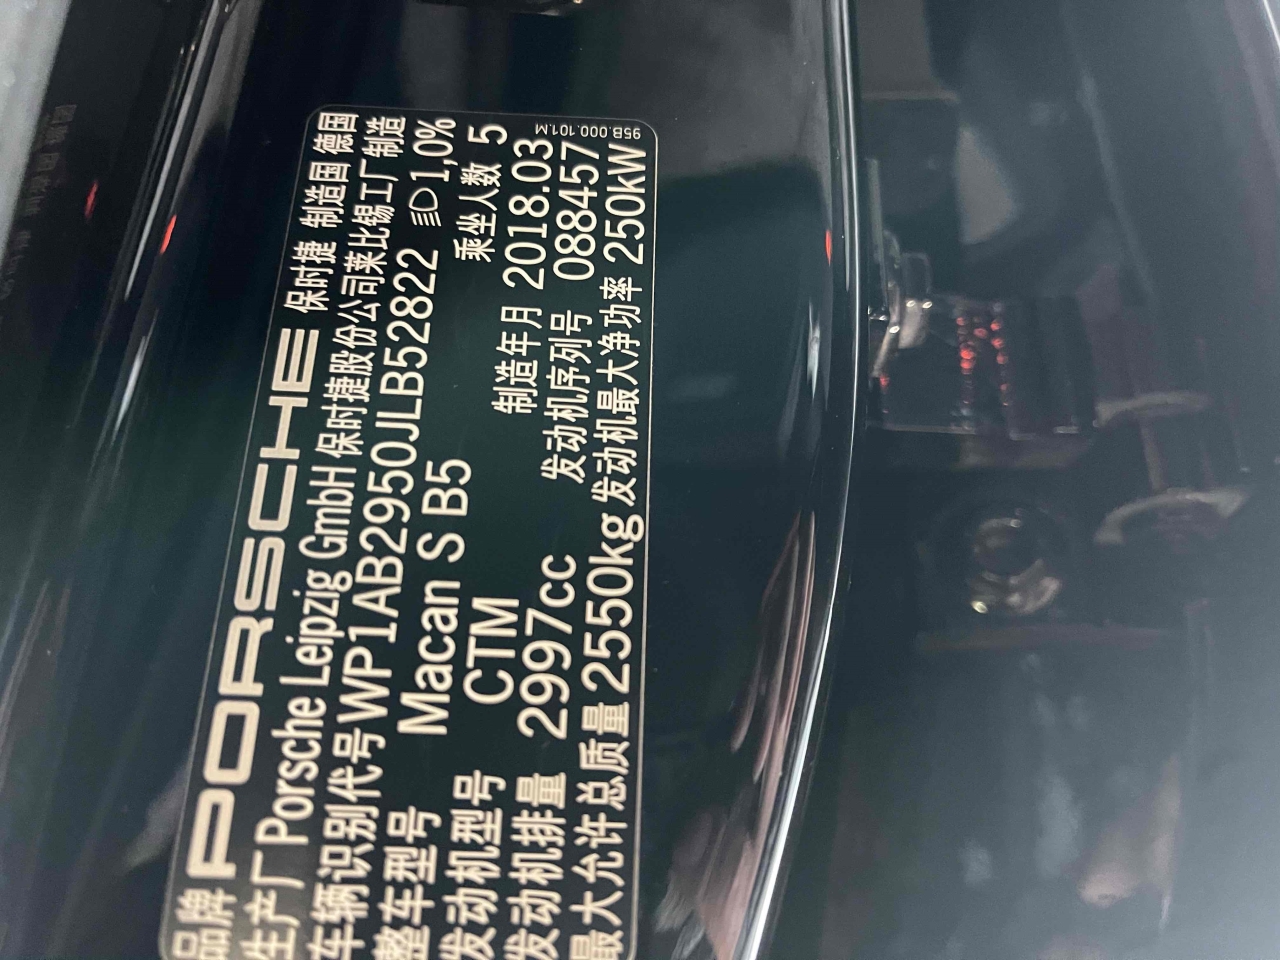 品牌 PORSCHE 保时捷 制造国 德国
生产厂 Porsche Leipzig GmbH 保时捷股份公司莱比锡工厂制造
车辆识别代号 WP1AB2950JLB52822 1,0%
整车型号 Macan S B5 乘坐人数 5
发动机型号 CTM 制造年月 2018.03
发动机排量 2997cc 发动机序列号 088457
最大允许总质量 2550kg 发动机最大净功率 250kW
95B.000.101.M